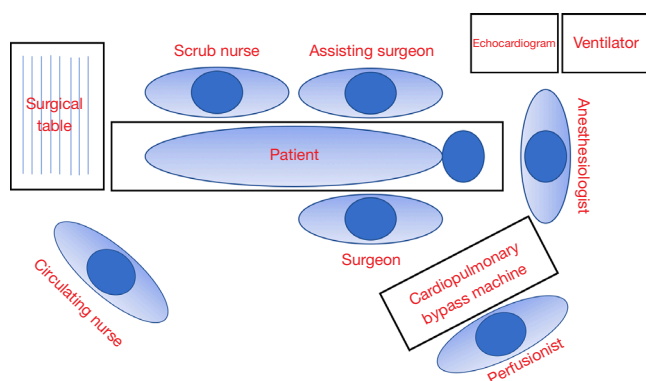 Scrub nurse
Assisting surgeon
Echocardiogram
Ventilator
Surgical
table
Patient
Anesthesiologist
Surgeon
Circulating nurse
Cardiopulmonary
bypass machine
Perfusionist